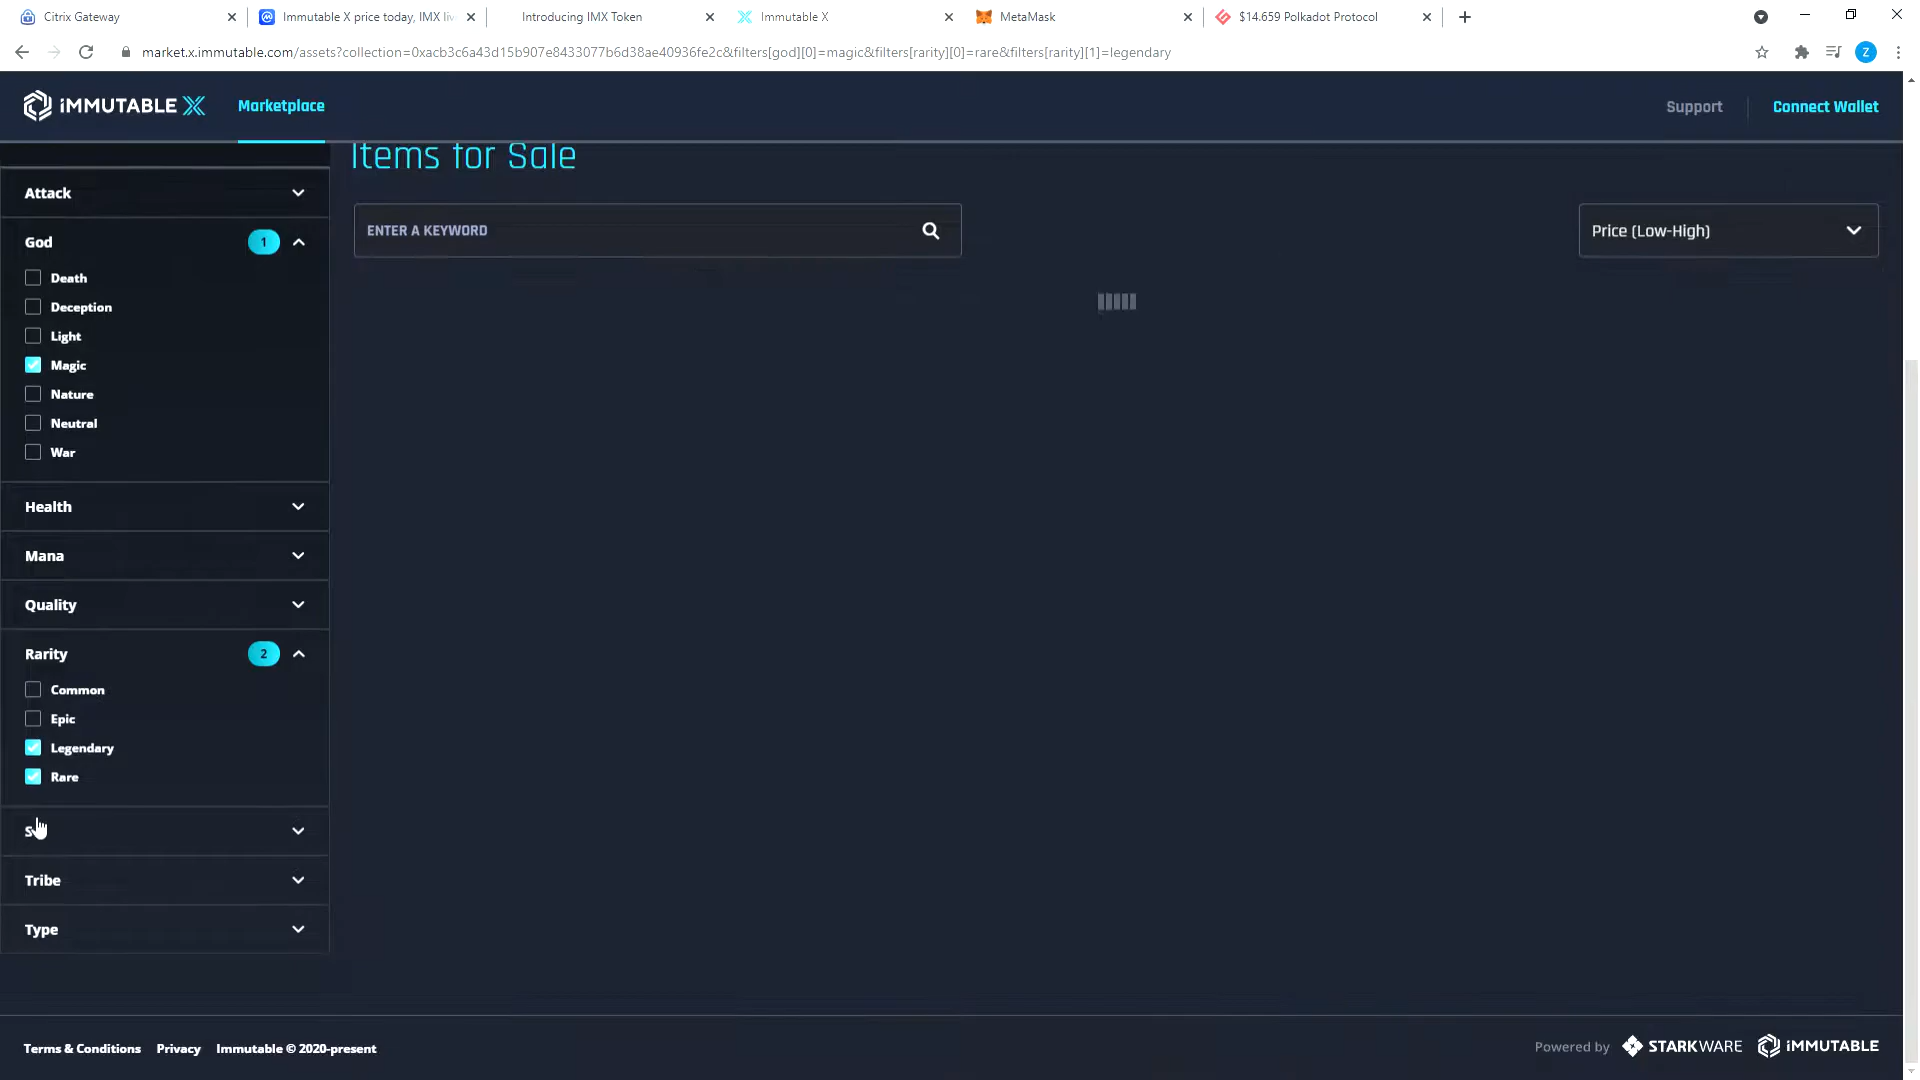 Citrix Gateway
Immutable X price today, IMX liv
Introducing IMX Token
Immutable X
MetaMask
$14.659 Polkadot Protocol
market.x.immutable.com/assets?collection=0xacb3c6a43d15b907e8433077b6d38ae40936fe2c&filters[god][0]=magic&filters[rarity][0]=rare&filters[rarity][1]=legendary
Z
IMMUTABLE X
Marketplace
Support
Connect Wallet
Items for Sale
ENTER A KEYWORD
Price (Low-High)
Attack
God 1
Death
Deception
Light
Magic
Nature
Neutral
War
Health
Mana
Quality
Rarity 2
Common
Epic
Legendary
Rare
Tribe
Type
Terms & Conditions
Privacy
Immutable © 2020-present
Powered by
STARKWARE
IMMUTABLE